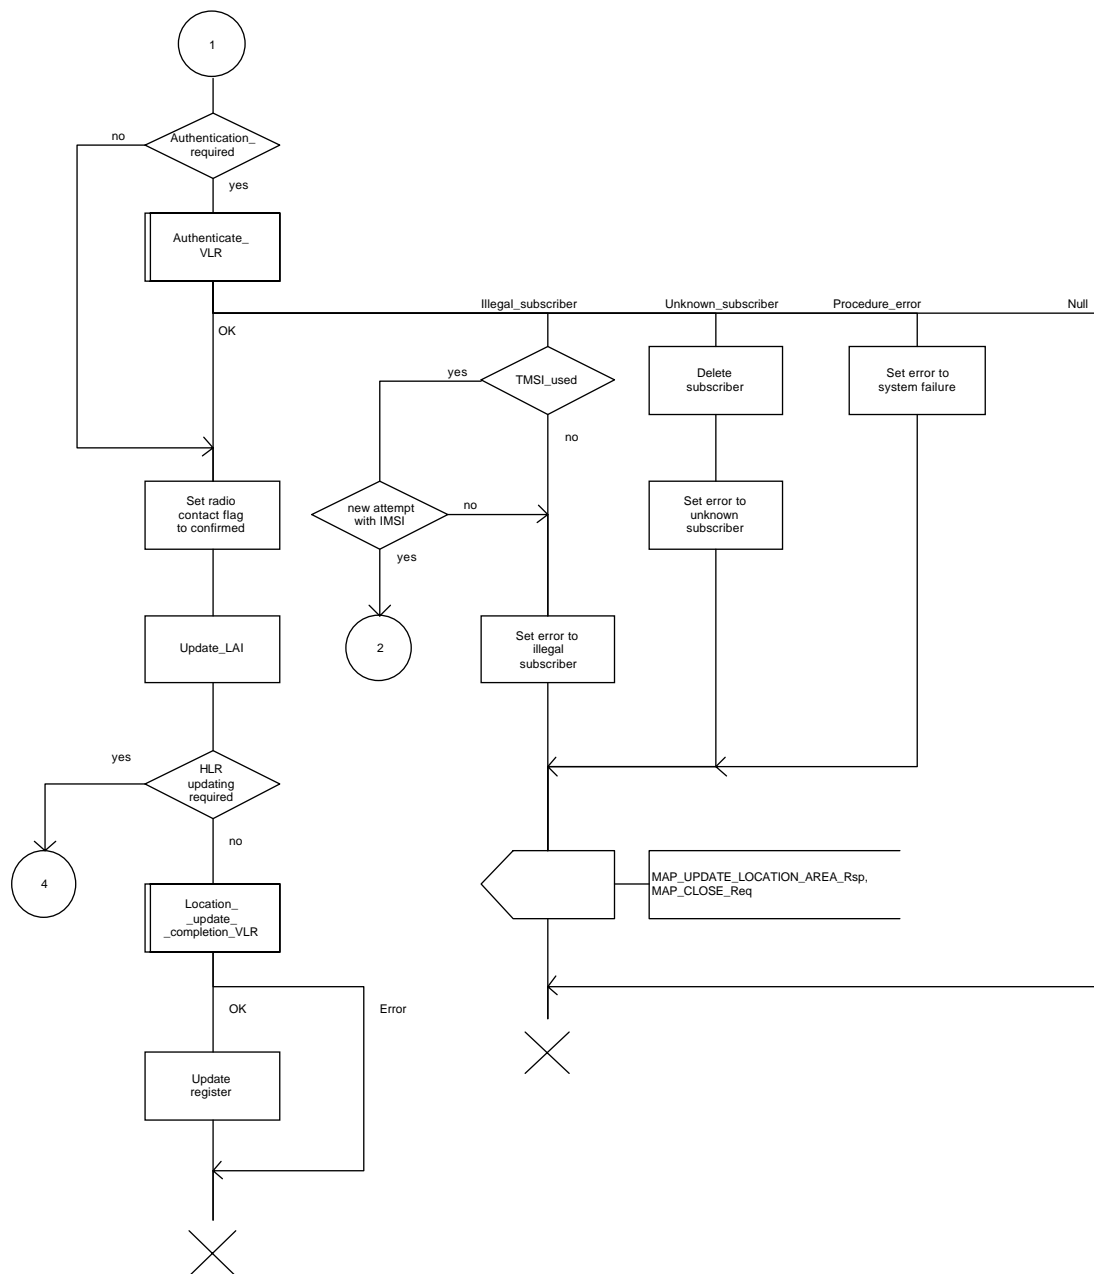 1
no
Authentication_
required
yes
Authenticate_
VLR
Illegal_subscriber
Unknown_subscriber
Procedure_error
Null
OK
yes
TMSI_used
Delete
subscriber
Set error to
system failure
no
Set radio
contact flag
to confirmed
new attempt
with IMSI
no
Set error to
unknown
subscriber
yes
Update_LAI
2
Set error to
illegal
subscriber
yes
HLR
updating
required
no
4
Location_
_update_
_completion_VLR
MAP_UPDATE_LOCATION_AREA_Rsp,
MAP_CLOSE_Req
OK
Error
Update
register